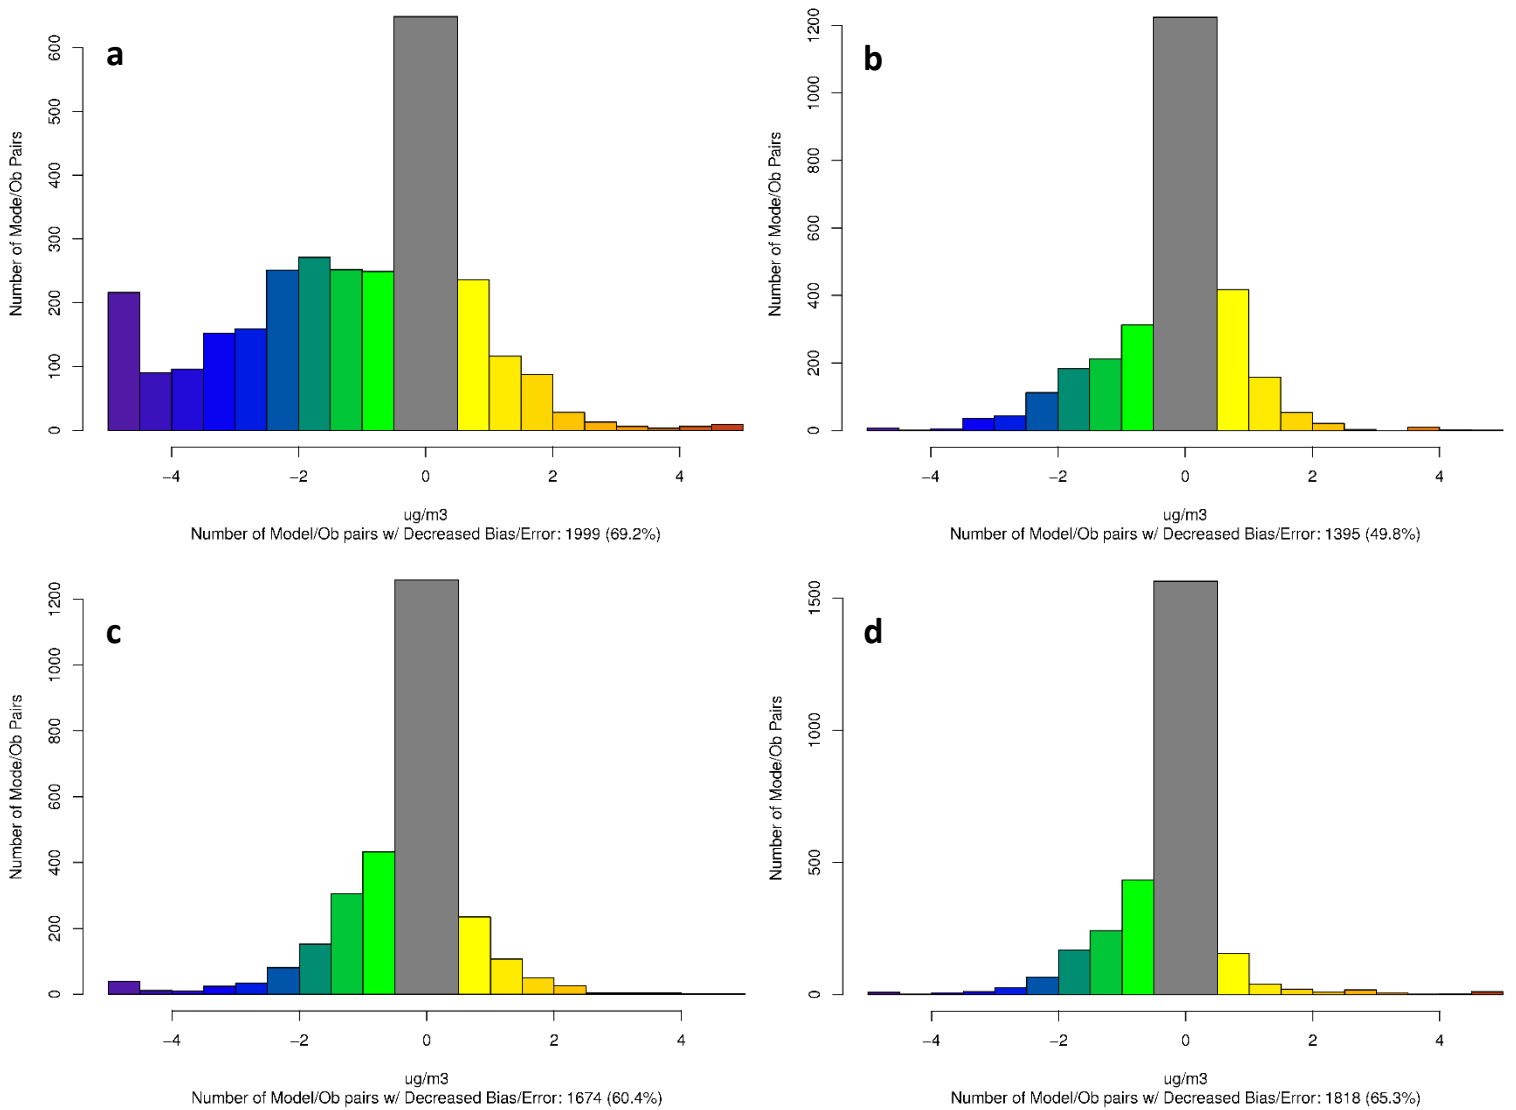 a
Number of Mode/Ob Pairs
0 100 200 300 400 500 600
−4 −2 0 2 4
ug/m3
Number of Model/Ob pairs w/ Decreased Bias/Error: 1999 (69.2%)
b
Number of Mode/Ob Pairs
0 200 400 600 800 1000 1200
−4 −2 0 2 4
ug/m3
Number of Model/Ob pairs w/ Decreased Bias/Error: 1395 (49.8%)
c
Number of Mode/Ob Pairs
0 200 400 600 800 1000 1200
−4 −2 0 2 4
ug/m3
Number of Model/Ob pairs w/ Decreased Bias/Error: 1674 (60.4%)
d
Number of Mode/Ob Pairs
0 500 1000 1500
−4 −2 0 2 4
ug/m3
Number of Model/Ob pairs w/ Decreased Bias/Error: 1818 (65.3%)